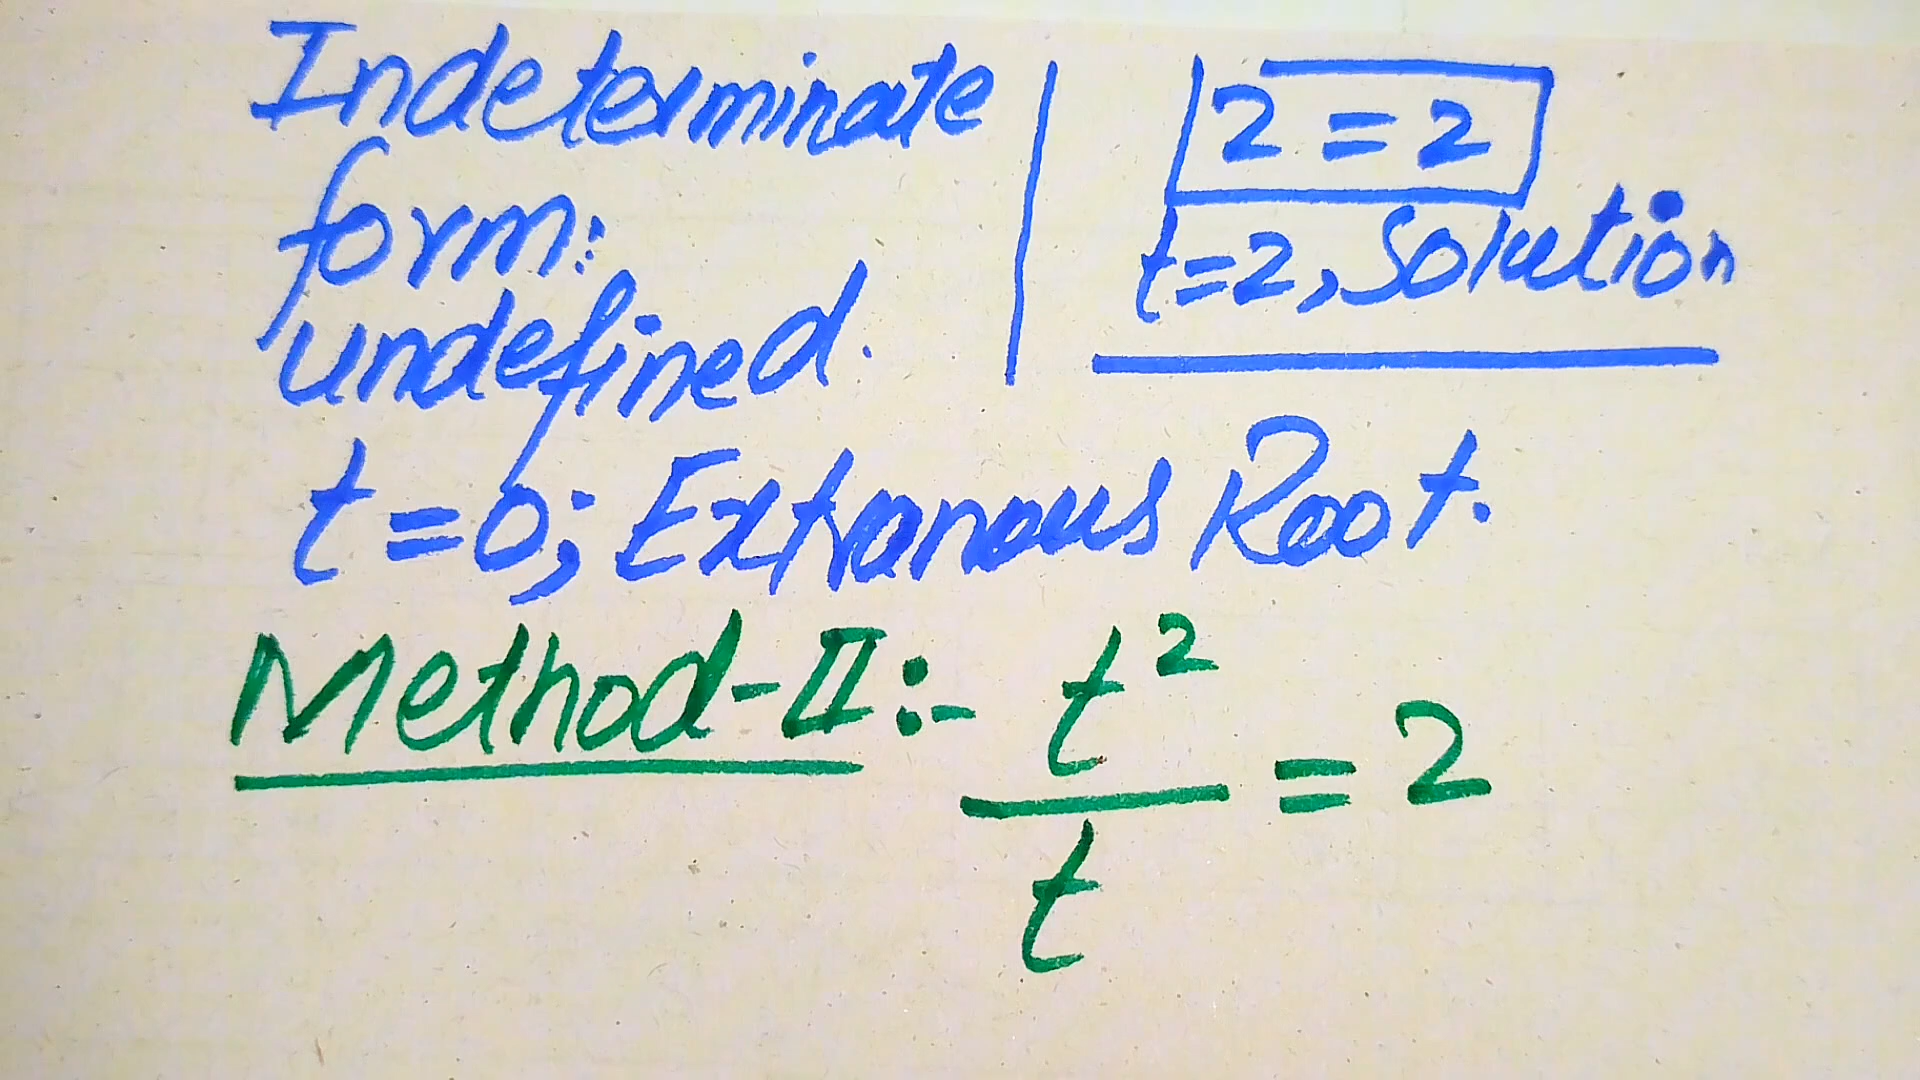 Indeterminate
form:
undefined.
2 = 2
t=2, Solution
t=0; Extranous Root.
Method-II:- t²/t = 2